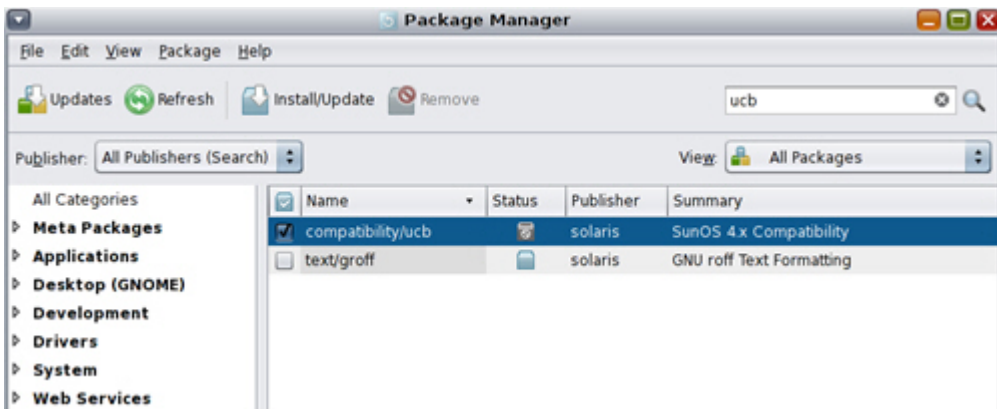 Package Manager
File Edit View Package Help
Updates Refresh Install/Update Remove ucb
Publisher: All Publishers (Search) View: All Packages
All Categories Name Status Publisher Summary
Meta Packages compatibility/ucb solaris SunOS 4.x Compatibility
Applications text/groff solaris GNU roff Text Formatting
Desktop (GNOME)
Development
Drivers
System
Web Services